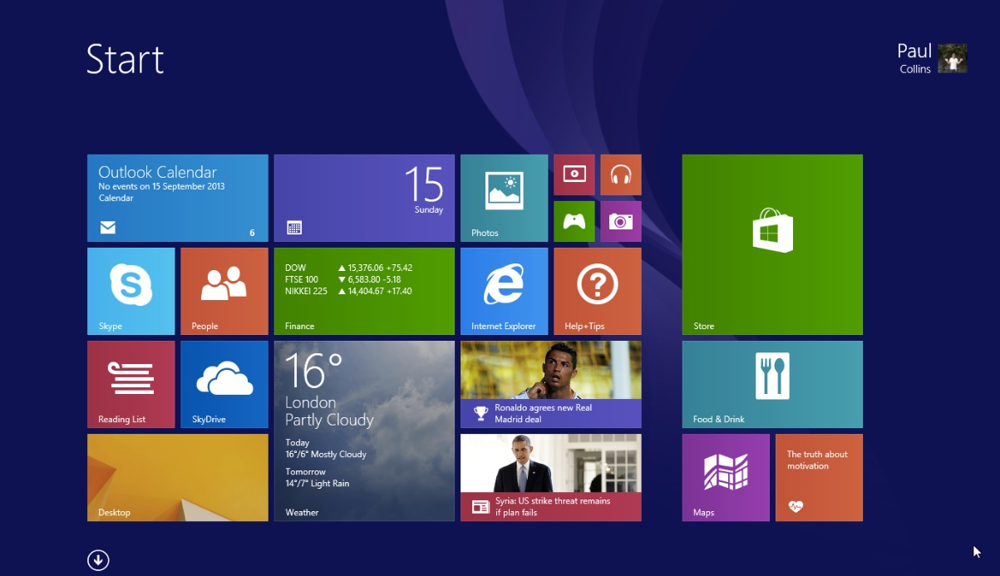 Start
Paul
Collins
Outlook Calendar
No events on 15 September 2013
Calendar
6
15
Sunday
Photos
Skype
People
DOW ▲ 15,376.06 +75.42
FTSE 100 ▼ 6,583.80 -5.18
NIKKEI 225 ▲ 14,404.67 +17.40
Finance
Internet Explorer
Help+Tips
Store
Reading List
SkyDrive
16°
London
Partly Cloudy
Today
16°/6° Mostly Cloudy
Tomorrow
14°/7° Light Rain
Weather
Ronaldo agrees new Real
Madrid deal
Food & Drink
Desktop
Syria: US strike threat remains
if plan fails
Maps
The truth about
motivation